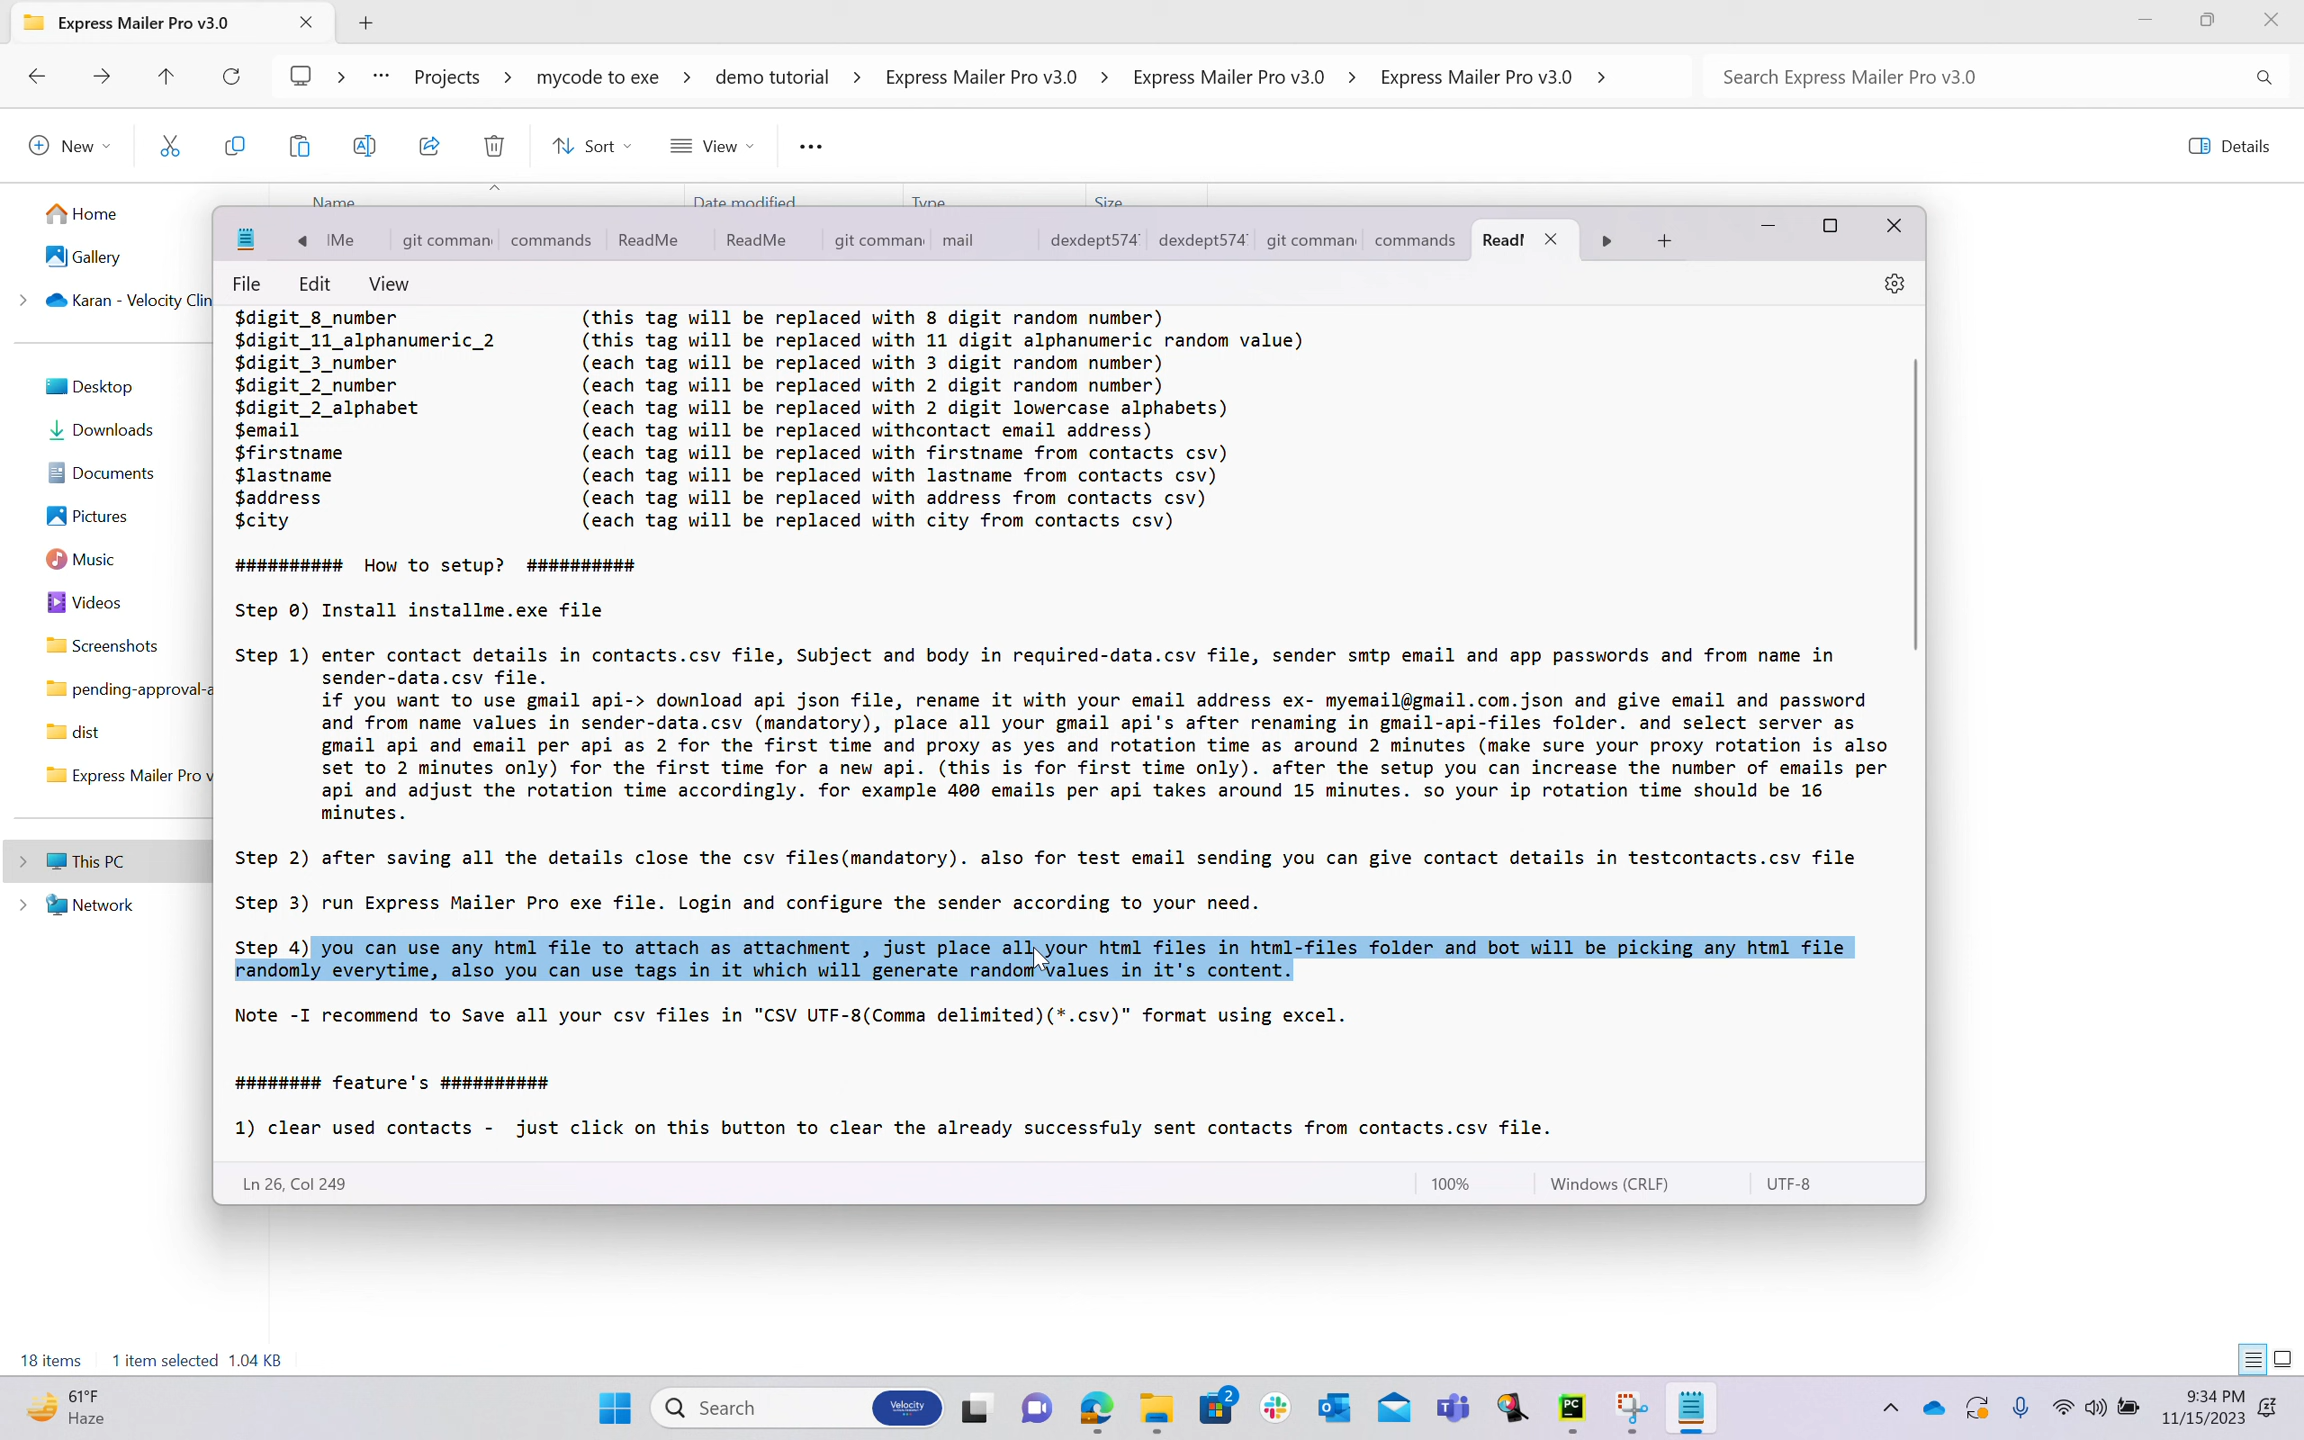 Express Mailer Pro v3.0
Projects > mycode to exe > demo tutorial > Express Mailer Pro v3.0 > Express Mailer Pro v3.0 > Express Mailer Pro v3.0 >
Search Express Mailer Pro v3.0
New
Sort
View
Details
Name
Date modified
Type
Size
Home
Gallery
Karan - Velocity Clin
Desktop
Downloads
Documents
Pictures
Music
Videos
Screenshots
pending-approval-a
dist
Express Mailer Pro v
This PC
Network
IMe
git comman
commands
ReadMe
ReadMe
git comman
mail
dexdept574
dexdept574
git comman
commands
ReadM
File
Edit
View
$digit_8_number (this tag will be replaced with 8 digit random number)
$digit_11_alphanumeric_2 (this tag will be replaced with 11 digit alphanumeric random value)
$digit_3_number (each tag will be replaced with 3 digit random number)
$digit_2_number (each tag will be replaced with 2 digit random number)
$digit_2_alphabet (each tag will be replaced with 2 digit lowercase alphabets)
$email (each tag will be replaced withcontact email address)
$firstname (each tag will be replaced with firstname from contacts csv)
$lastname (each tag will be replaced with lastname from contacts csv)
$address (each tag will be replaced with address from contacts csv)
$city (each tag will be replaced with city from contacts csv)
########## How to setup? ##########
Step 0) Install installme.exe file
Step 1) enter contact details in contacts.csv file, Subject and body in required-data.csv file, sender smtp email and app passwords and from name in
sender-data.csv file.
if you want to use gmail api-> download api json file, rename it with your email address ex- myemail@gmail.com.json and give email and password
and from name values in sender-data.csv (mandatory), place all your gmail api's after renaming in gmail-api-files folder. and select server as
gmail api and email per api as 2 for the first time and proxy as yes and rotation time as around 2 minutes (make sure your proxy rotation is also
set to 2 minutes only) for the first time for a new api. (this is for first time only). after the setup you can increase the number of emails per
api and adjust the rotation time accordingly. for example 400 emails per api takes around 15 minutes. so your ip rotation time should be 16
minutes.
Step 2) after saving all the details close the csv files(mandatory). also for test email sending you can give contact details in testcontacts.csv file
Step 3) run Express Mailer Pro exe file. Login and configure the sender according to your need.
Step 4) you can use any html file to attach as attachment , just place all your html files in html-files folder and bot will be picking any html file
randomly everytime, also you can use tags in it which will generate random values in it's content.
Note -I recommend to Save all your csv files in "CSV UTF-8(Comma delimited)(*.csv)" format using excel.
######## feature's ##########
1) clear used contacts - just click on this button to clear the already successfuly sent contacts from contacts.csv file.
Ln 26, Col 249
100%
Windows (CRLF)
UTF-8
18 items
1 item selected 1.04 KB
61°F
Haze
Search
Velocity
2
9:34 PM
11/15/2023